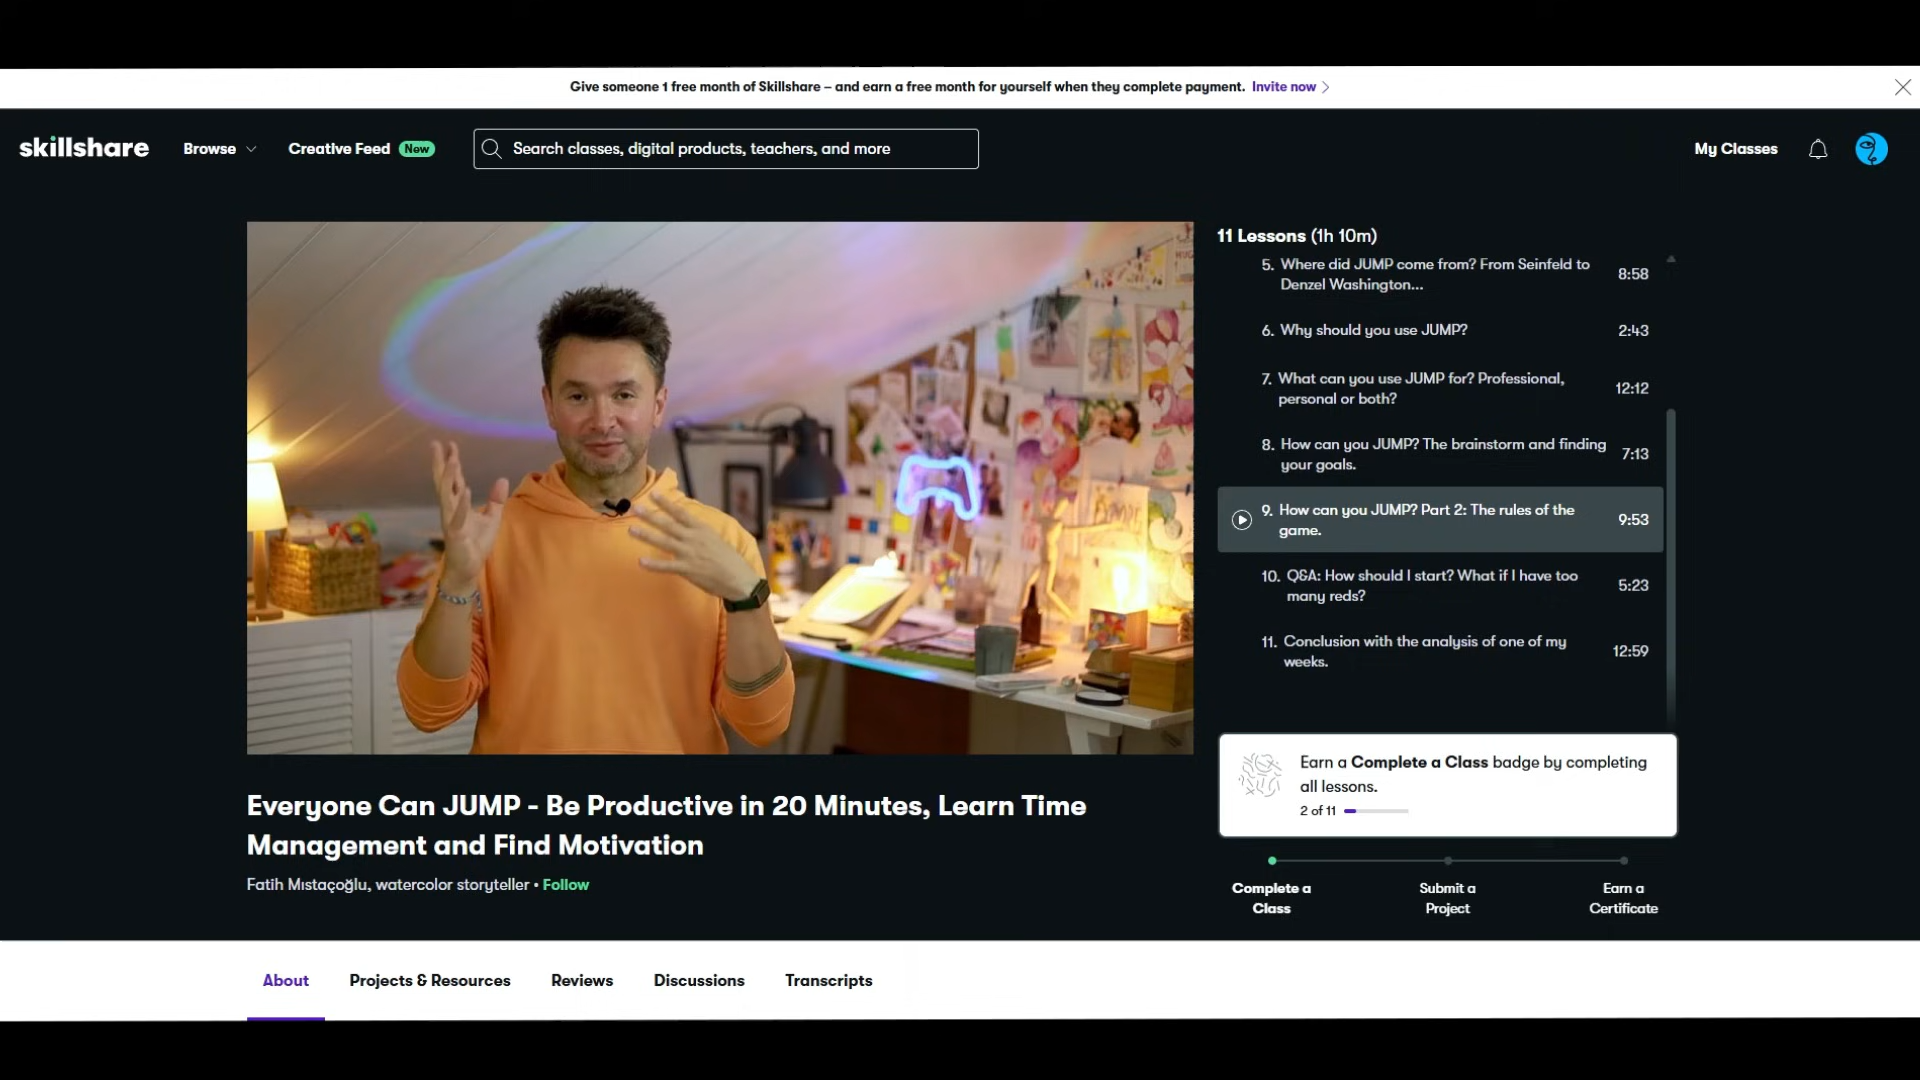 Give someone 1 free month of Skillshare – and earn a free month for yourself when they complete payment. Invite now
skillshare
Browse
Creative Feed New
Search classes, digital products, teachers, and more
My Classes
11 Lessons (1h 10m)
5. Where did JUMP come from? From Seinfeld to
Denzel Washington...
8:58
6. Why should you use JUMP?
2:43
7. What can you use JUMP for? Professional,
personal or both?
12:12
8. How can you JUMP? The brainstorm and finding
your goals.
7:13
9. How can you JUMP? Part 2: The rules of the
game.
9:53
10. Q&A: How should I start? What if I have too
many reds?
5:23
11. Conclusion with the analysis of one of my
weeks.
12:59
Earn a Complete a Class badge by completing
all lessons.
2 of 11
Complete a
Class
Submit a
Project
Earn a
Certificate
Everyone Can JUMP - Be Productive in 20 Minutes, Learn Time
Management and Find Motivation
Fatih Mıstaçoğlu, watercolor storyteller • Follow
About
Projects & Resources
Reviews
Discussions
Transcripts